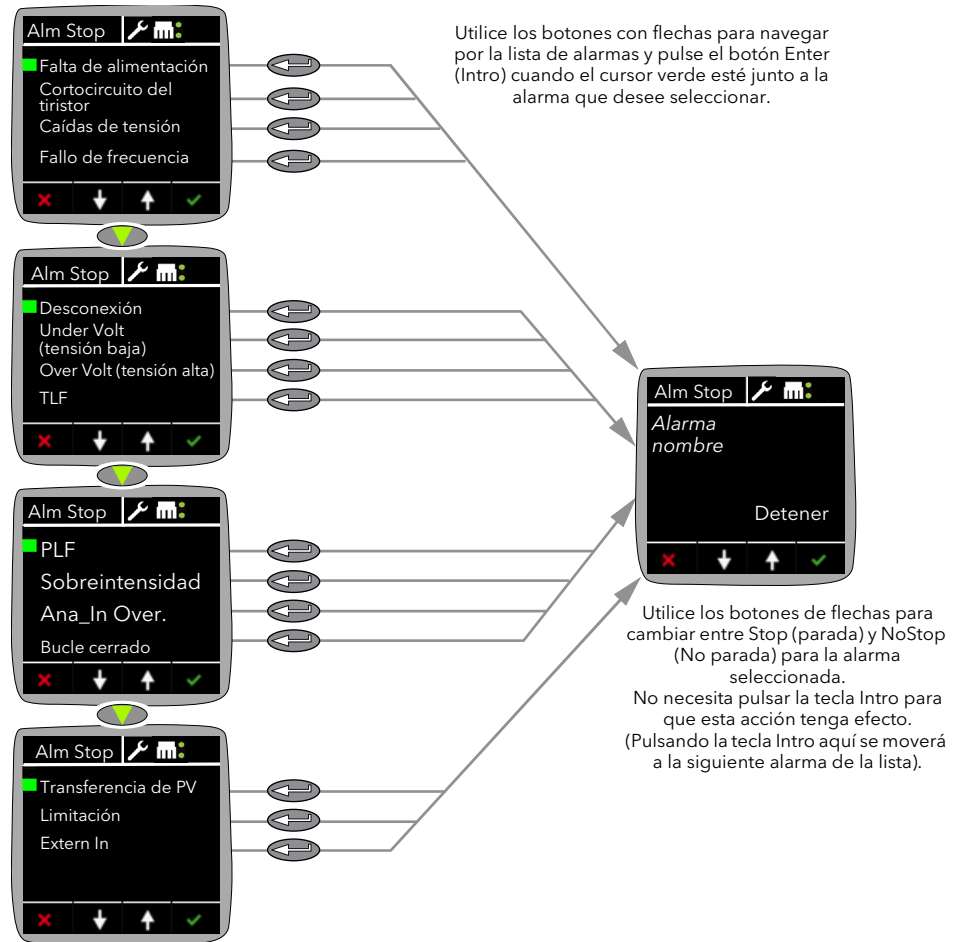 Alm Stop
Falta de alimentación
Cortocircuito del
tiristor
Caídas de tensión
Fallo de frecuencia
Utilice los botones con flechas para navegar
por la lista de alarmas y pulse el botón Enter
(Intro) cuando el cursor verde esté junto a la
alarma que desee seleccionar.
Alm Stop
Desconexión
Under Volt
(tensión baja)
Over Volt (tensión alta)
TLF
Alm Stop
PLF
Sobreintensidad
Ana_In Over.
Bucle cerrado
Alm Stop
Transferencia de PV
Limitación
Extern In
Alm Stop
Alarma
nombre
Detener
Utilice los botones de flechas para
cambiar entre Stop (parada) y NoStop
(No parada) para la alarma
seleccionada.
No necesita pulsar la tecla Intro para
que esta acción tenga efecto.
(Pulsando la tecla Intro aquí se moverá
a la siguiente alarma de la lista).